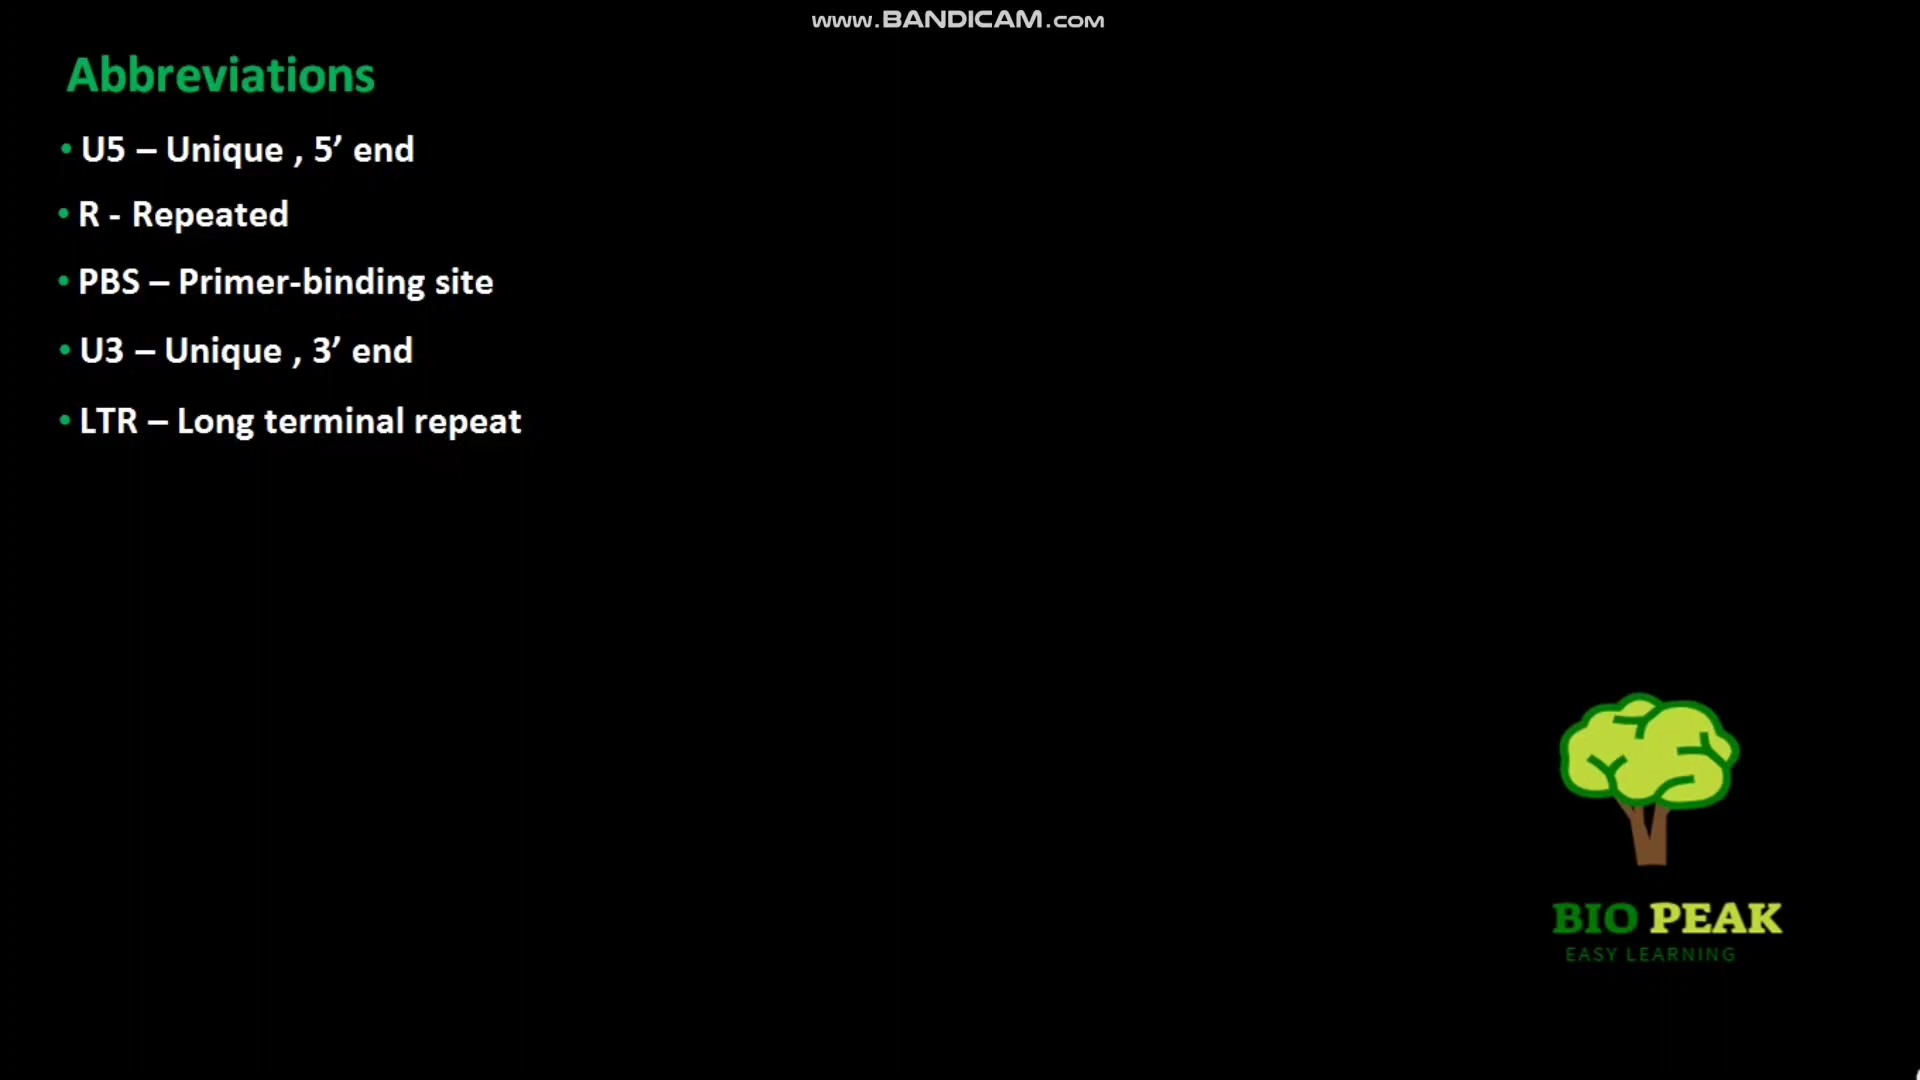 www.BANDICAM.com
Abbreviations
• U5 – Unique , 5’ end
• R - Repeated
• PBS – Primer-binding site
• U3 – Unique , 3’ end
• LTR – Long terminal repeat
BIO PEAK
EASY LEARNING